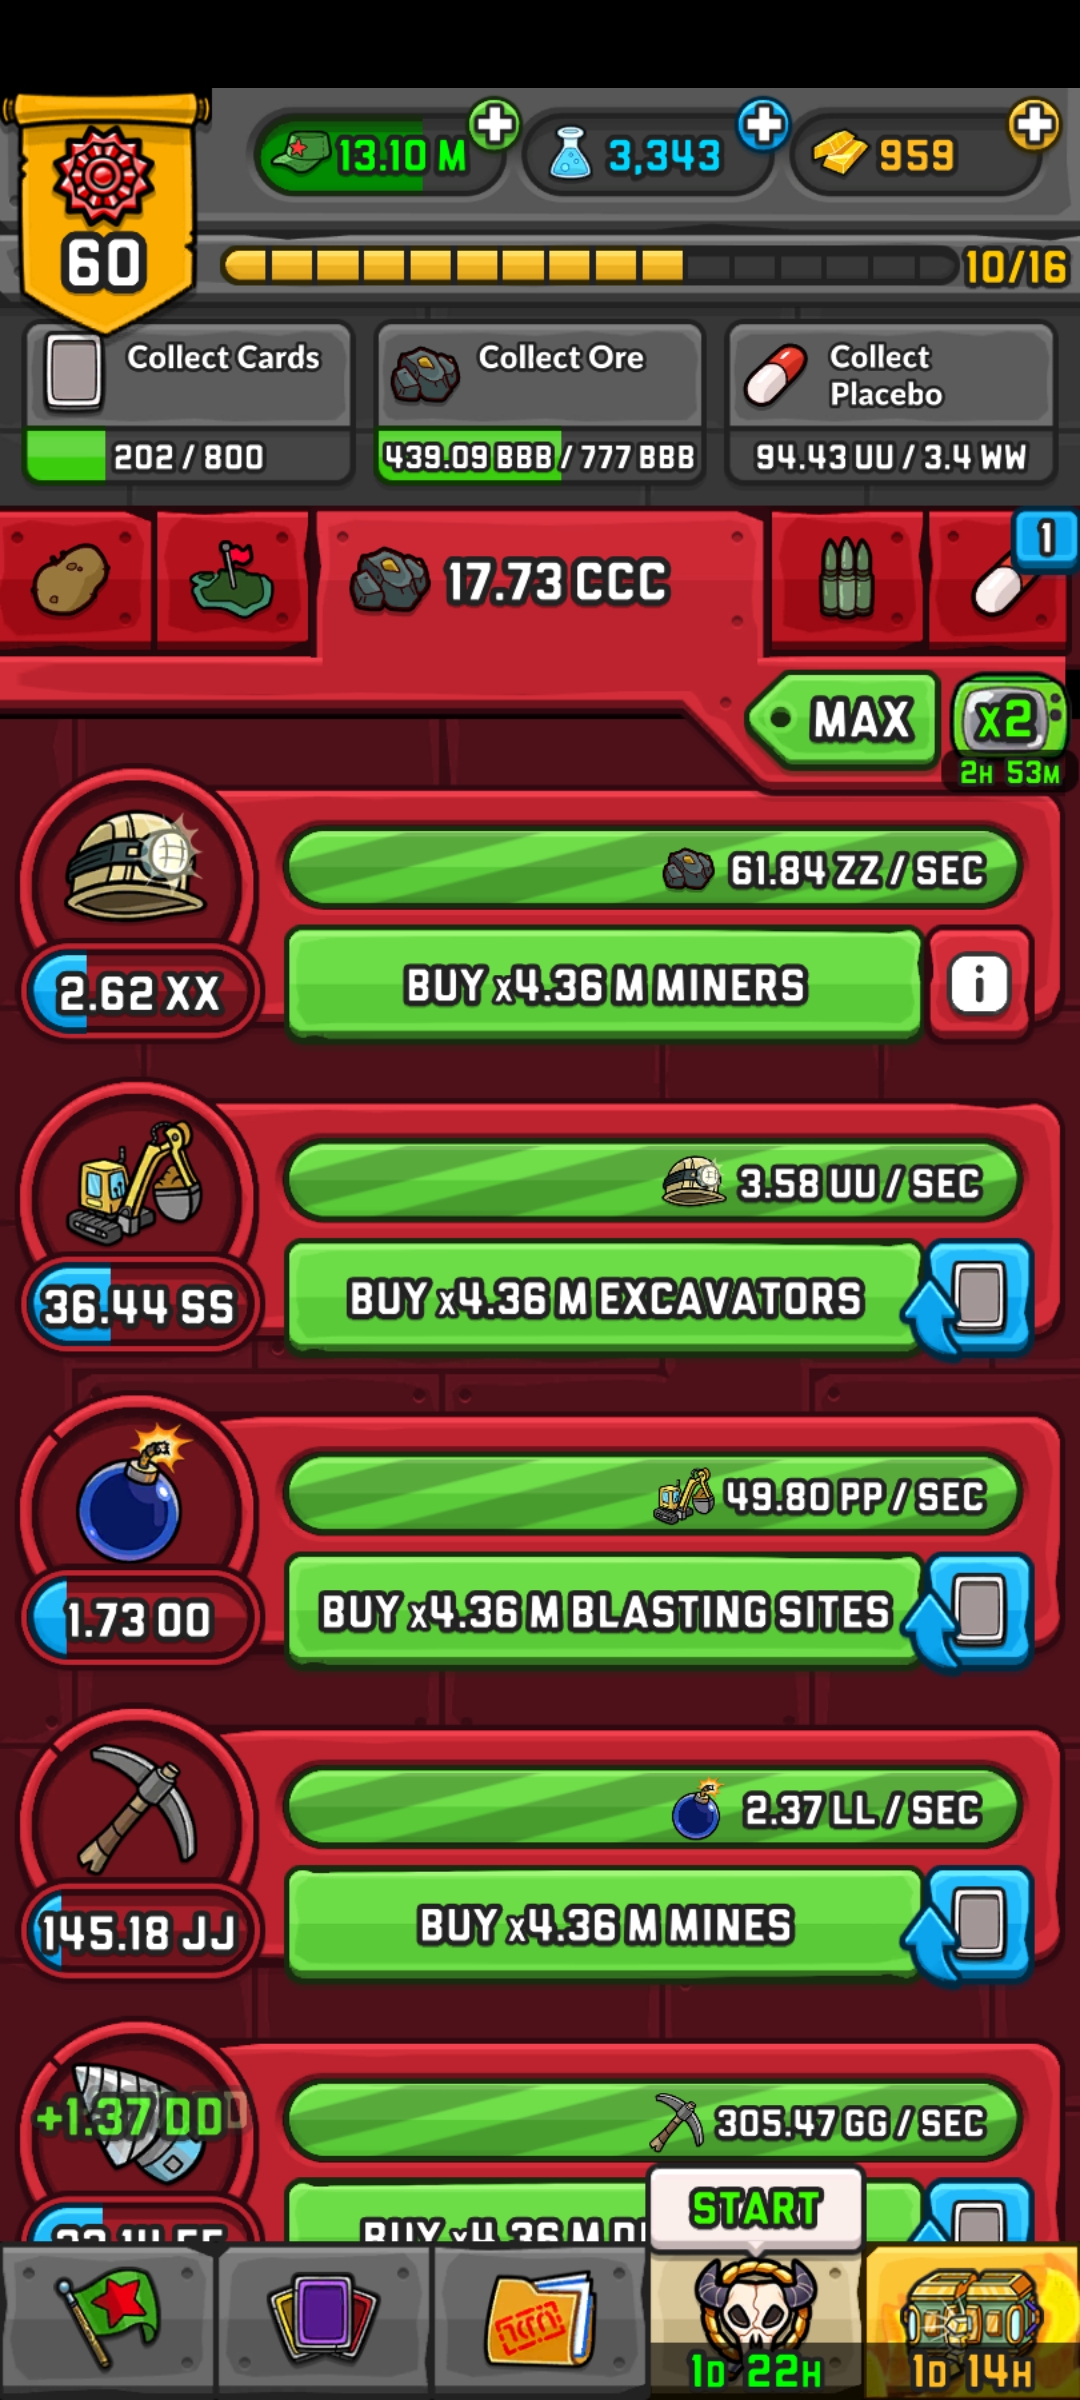 13.10 M
3,343
959
60
10/16
Collect Cards
202 / 800
Collect Ore
439.09 BBB / 777 BBB
Collect
Placebo
94.43 UU / 3.4 WW
17.73 CCC
1
MAX
x2
2H 53M
61.84 ZZ / SEC
2.62 XX
BUY x4.36 M MINERS
i
3.58 UU / SEC
36.44 SS
BUY x4.36 M EXCAVATORS
49.80 PP / SEC
1.73 OO
BUY x4.36 M BLASTING SITES
2.37 LL / SEC
145.18 JJ
BUY x4.36 M MINES
+1.37 DD
305.47 GG / SEC
BUY x4.36 M
START
1D 22H
1D 14H